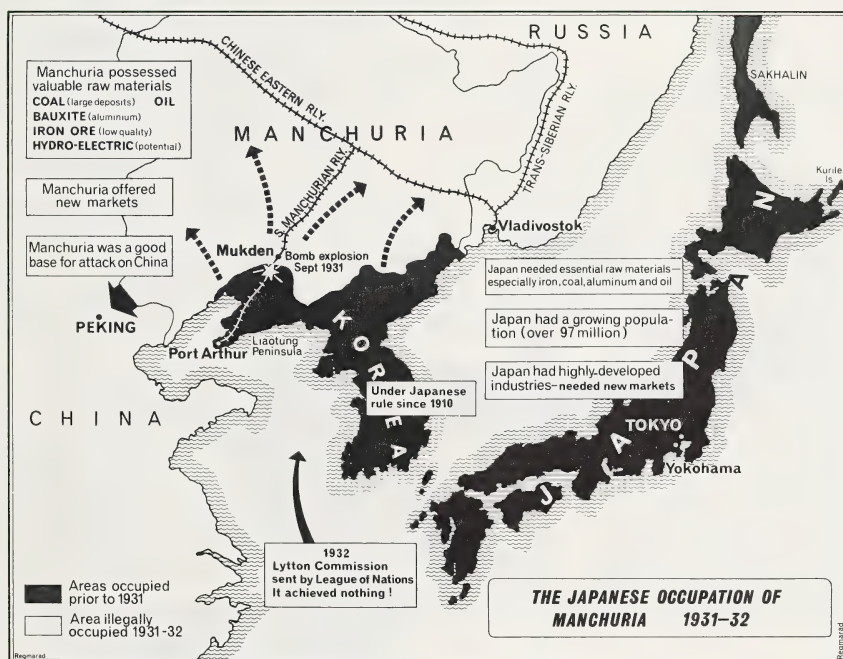 RUSSIA
SAKHALIN
Kurile
Is
CHINESE EASTERN RLY.
TRANS-SIBERIAN RLY.
Manchuria possessed
valuable raw materials
COAL (large deposits) OIL
BAUXITE (aluminium)
IRON ORE (low quality)
HYDRO-ELECTRIC (potential)
MANCHURIA
S. MANCHURIAN RLY.
Manchuria offered
new markets
Manchuria was a good
base for attack on China
Mukden
Bomb explosion
Sept 1931
Vladivostok
PEKING
Port Arthur
Liaotung
Peninsula
KOREA
Under Japanese
rule since 1910
Japan needed essential raw materials—
especially iron, coal, aluminum and oil
Japan had a growing popula-
tion (over 97 million)
Japan had highly-developed
industries—needed new markets
JAPAN
TOKYO
Yokohama
CHINA
1932
Lytton Commission
sent by League of Nations
It achieved nothing!
Areas occupied
prior to 1931
Area illegally
occupied 1931-32
THE JAPANESE OCCUPATION OF
MANCHURIA 1931—32
Regmarad
Regmarad